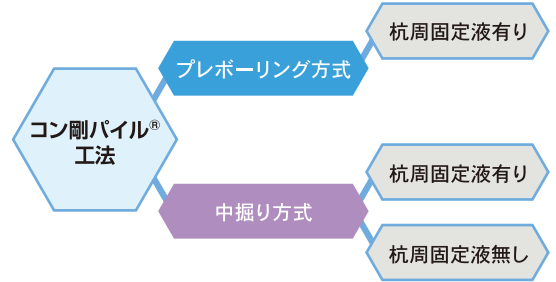 コン剛パイル®
工法
プレボーリング方式
杭周固定液有り
中掘り方式
杭周固定液有り
杭周固定液無し